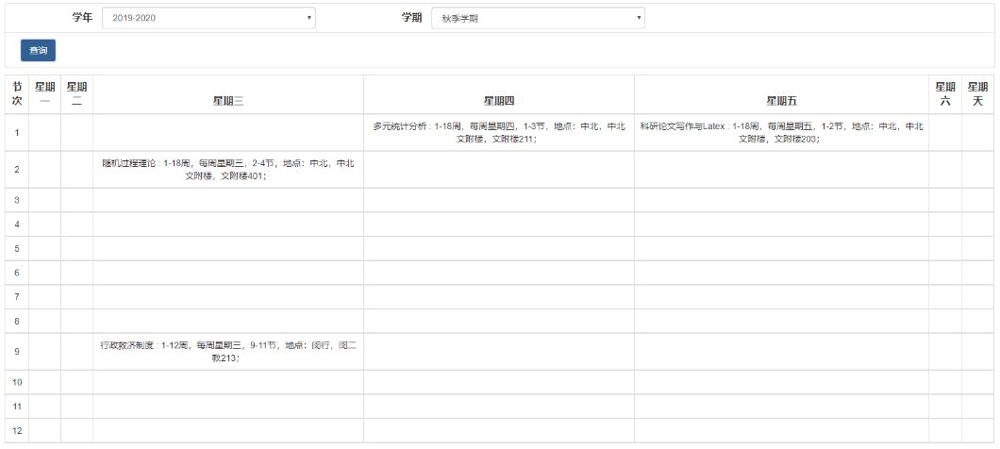 学年 2019-2020 学期 秋季学期
查询
节次 星期一 星期二 星期三 星期四 星期五 星期六 星期天
1 多元统计分析 : 1-18周，每周星期四，1-3节，地点：中北，中北 科研论文写作与Latex : 1-18周，每周星期五，1-2节，地点：中北，中北
文附楼，文附楼211； 文附楼，文附楼203；
2 随机过程理论 : 1-18周，每周星期三，2-4节，地点：中北，中北
文附楼，文附楼401；
3
4
5
6
7
8
9 行政救济制度 : 1-12周，每周星期三，9-11节，地点：闵行，闵二
教213；
10
11
12